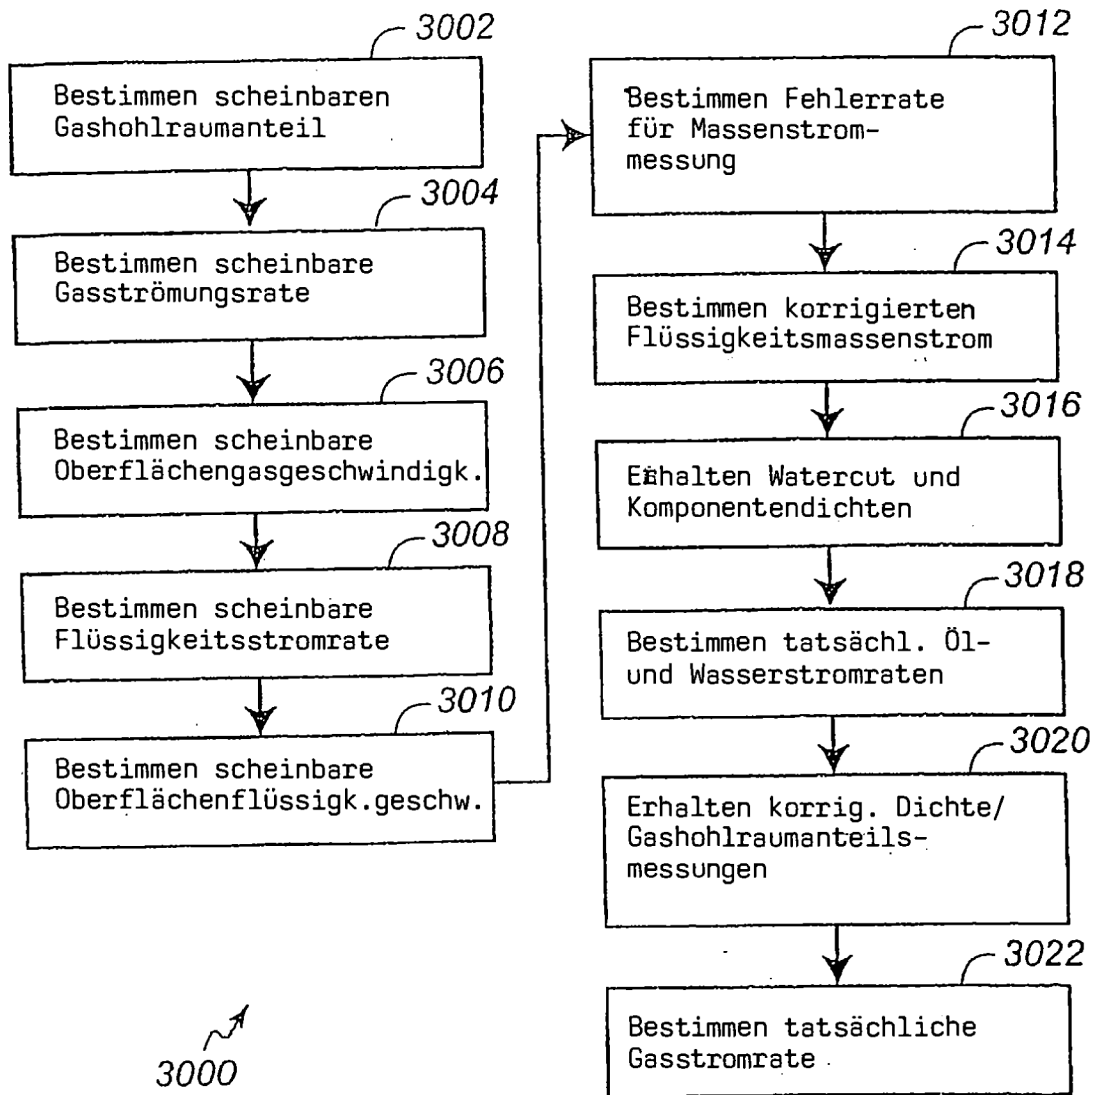 3002
Bestimmen scheinbaren
Gashohlraumanteil
3004
Bestimmen scheinbare
Gasströmungsrate
3006
Bestimmen scheinbare
Oberflächengasgeschwindigk.
3008
Bestimmen scheinbare
Flüssigkeitsstromrate
3010
Bestimmen scheinbare
Oberflächenflüssigk.geschw.
3012
Bestimmen Fehlerrate
für Massenstrom-
messung
3014
Bestimmen korrigierten
Flüssigkeitsmassenstrom
3016
Erhalten Watercut und
Komponentendichten
3018
Bestimmen tatsächl. Öl-
und Wasserstromraten
3020
Erhalten korrig. Dichte/
Gashohlraumanteils-
messungen
3022
Bestimmen tatsächliche
Gasstromrate
3000